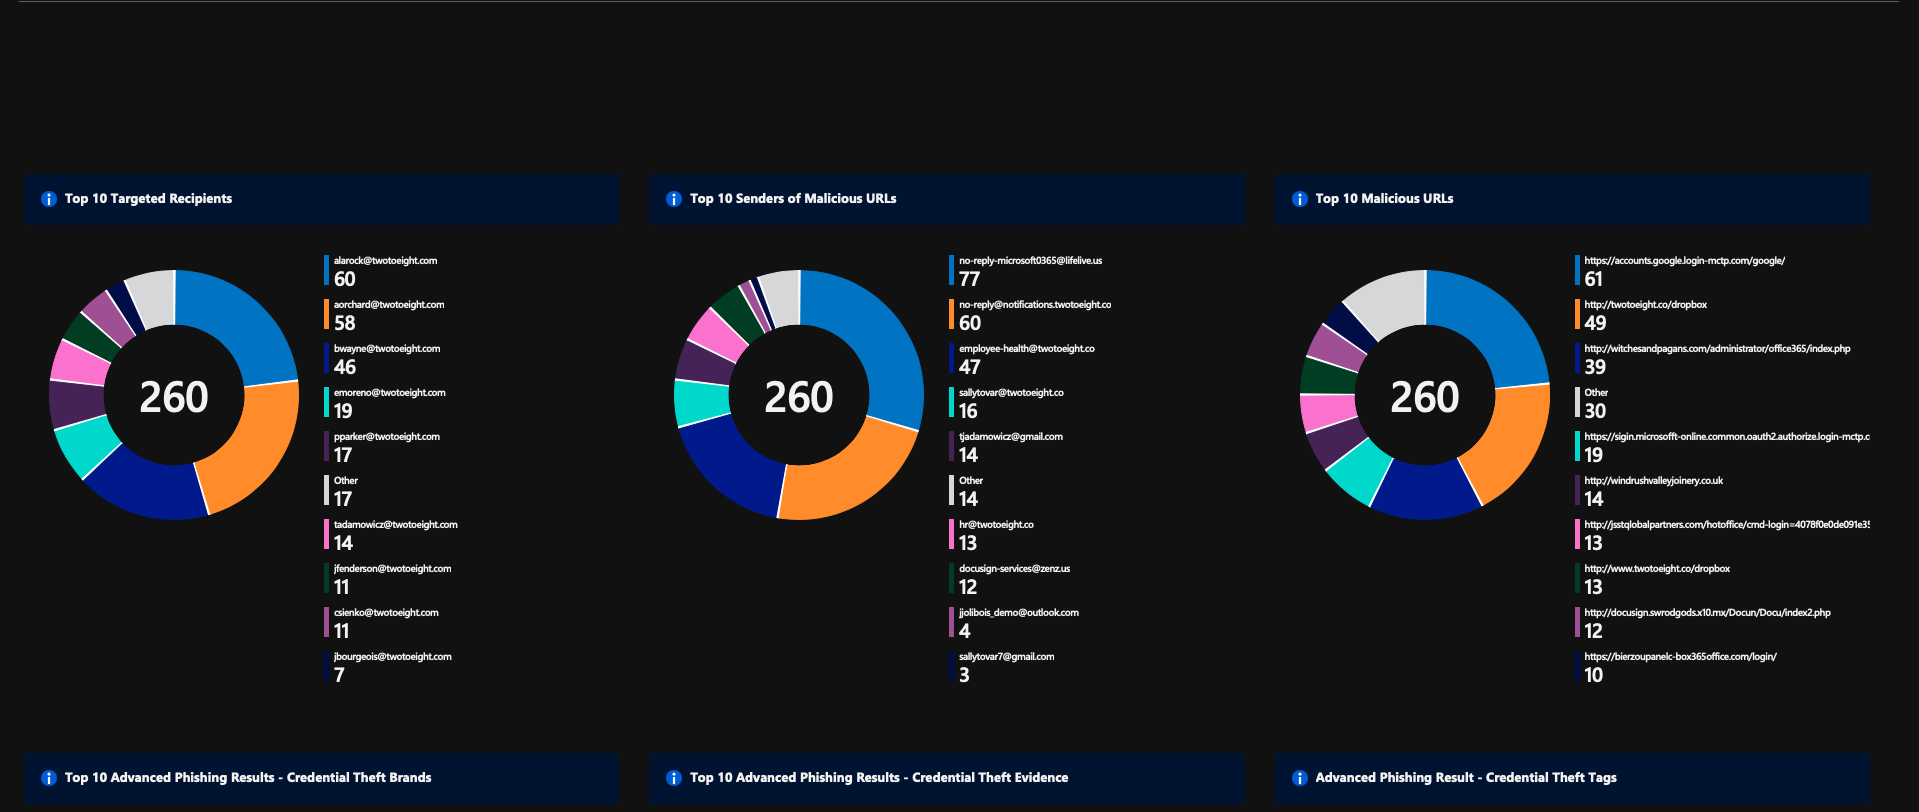 Top 10 Targeted Recipients
260
alarock@twotoeight.com
60
aorchard@twotoeight.com
58
bwayne@twotoeight.com
46
emoreno@twotoeight.com
19
pparker@twotoeight.com
17
Other
17
tadamowicz@twotoeight.com
14
jfenderson@twotoeight.com
11
csienko@twotoeight.com
11
jbourgeois@twotoeight.com
7
Top 10 Senders of Malicious URLs
260
no-reply-microsoft0365@lifelive.us
77
no-reply@notifications.twotoeight.co
60
employee-health@twotoeight.co
47
sallytovar@twotoeight.co
16
tjadamowicz@gmail.com
14
Other
14
hr@twotoeight.co
13
docusign-services@zenz.us
12
jjolibois_demo@outlook.com
4
sallytovar7@gmail.com
3
Top 10 Malicious URLs
260
https://accounts.google.login-mctp.com/google/
61
http://twotoeight.co/dropbox
49
http://witchesandpagans.com/administrator/office365/index.php
39
Other
30
https://sigin.microsofft-online.common.oauth2.authorize.login-mctp.c
19
http://windrushvalleyjoinery.co.uk
14
http://jsstqlobalpartners.com/hotoffice/cmd-login=4078f0e0de091e35
13
http://www.twotoeight.co/dropbox
13
http://docusign.swrodgods.x10.mx/Docun/Docu/index2.php
12
https://bierzoupanelc-box365office.com/login/
10
Top 10 Advanced Phishing Results - Credential Theft Brands
Top 10 Advanced Phishing Results - Credential Theft Evidence
Advanced Phishing Result - Credential Theft Tags